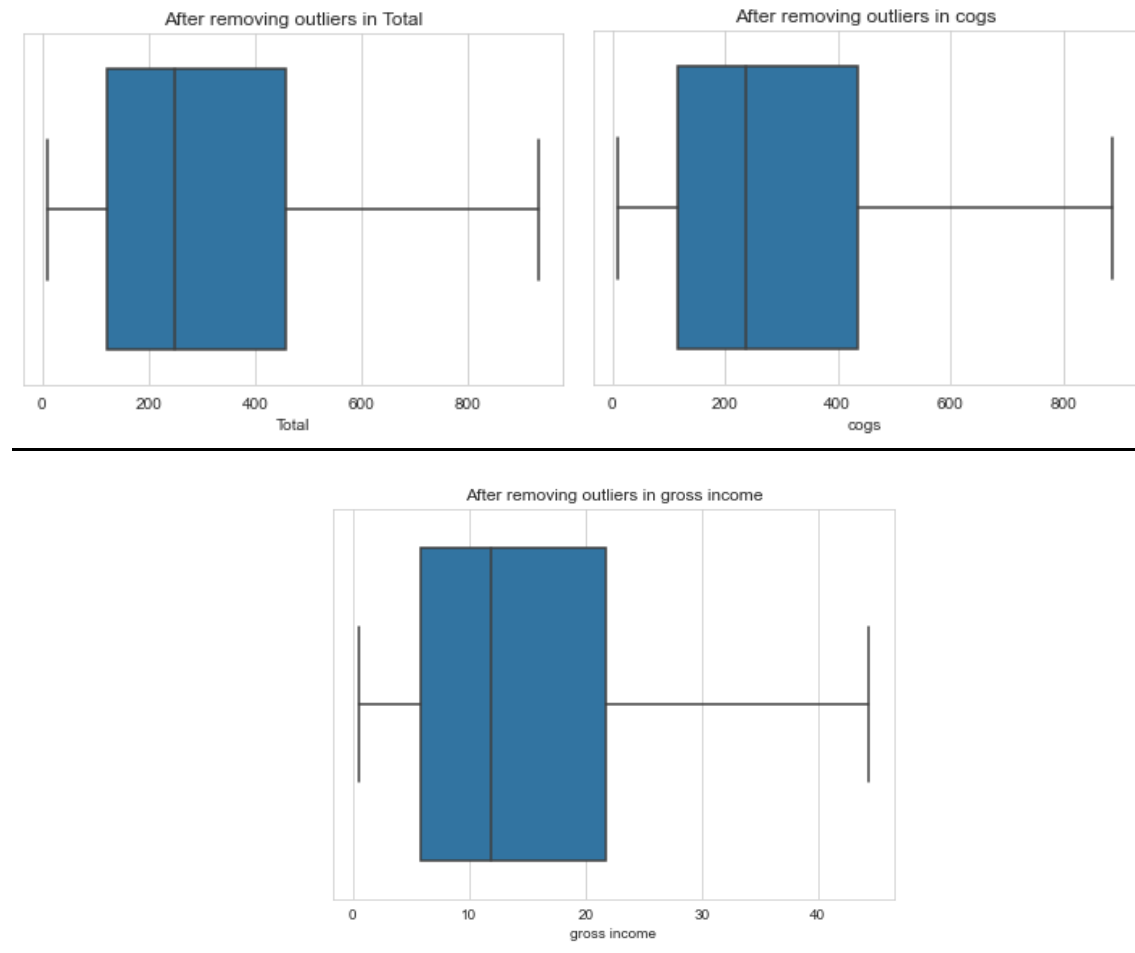 After removing outliers in Total
0 200 400 600 800
Total
After removing outliers in cogs
0 200 400 600 800
cogs
After removing outliers in gross income
0 10 20 30 40
gross income